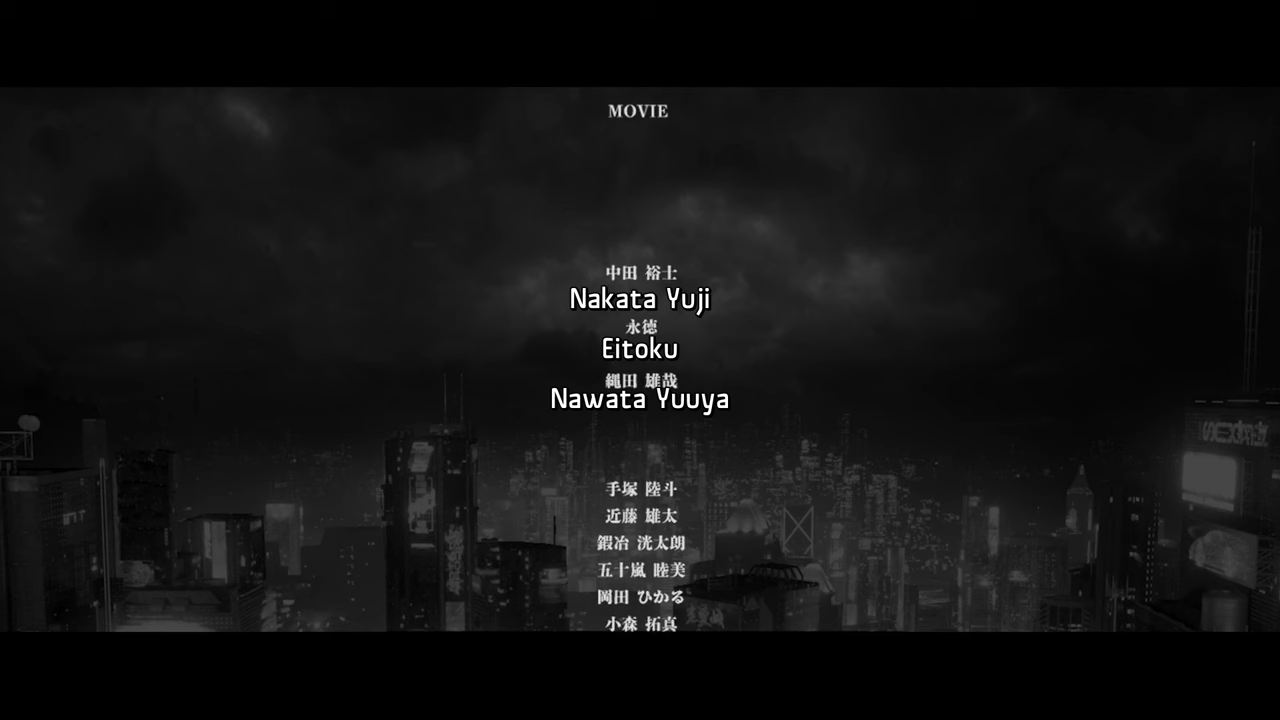 MOVIE
中田 裕士
Nakata Yuji
永徳
Eitoku
縄田 雄哉
Nawata Yuuya
手塚 陸斗
近藤 雄太
鍜冶 洸太朗
五十嵐 睦美
岡田 ひかる
小森 拓真